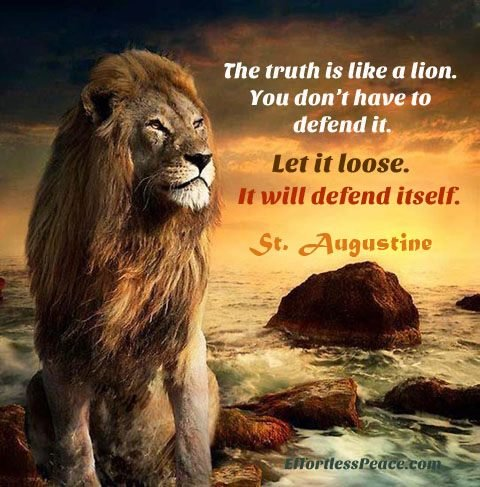 The truth is like a lion.
You don't have to
defend it.
Let it loose.
It will defend itself.
St. Augustine
EffortlessPeace.com